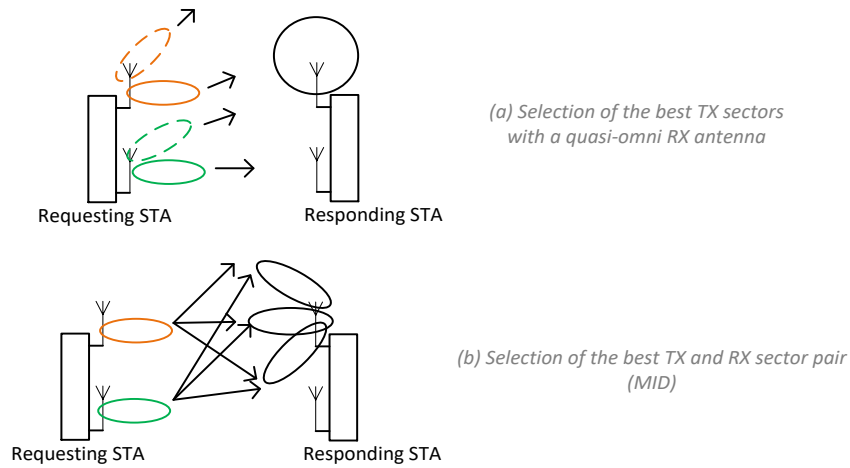 (a) Selection of the best TX sectors
with a quasi-omni RX antenna
Requesting STA
Responding STA
(b) Selection of the best TX and RX sector pair
(MID)
Requesting STA
Responding STA